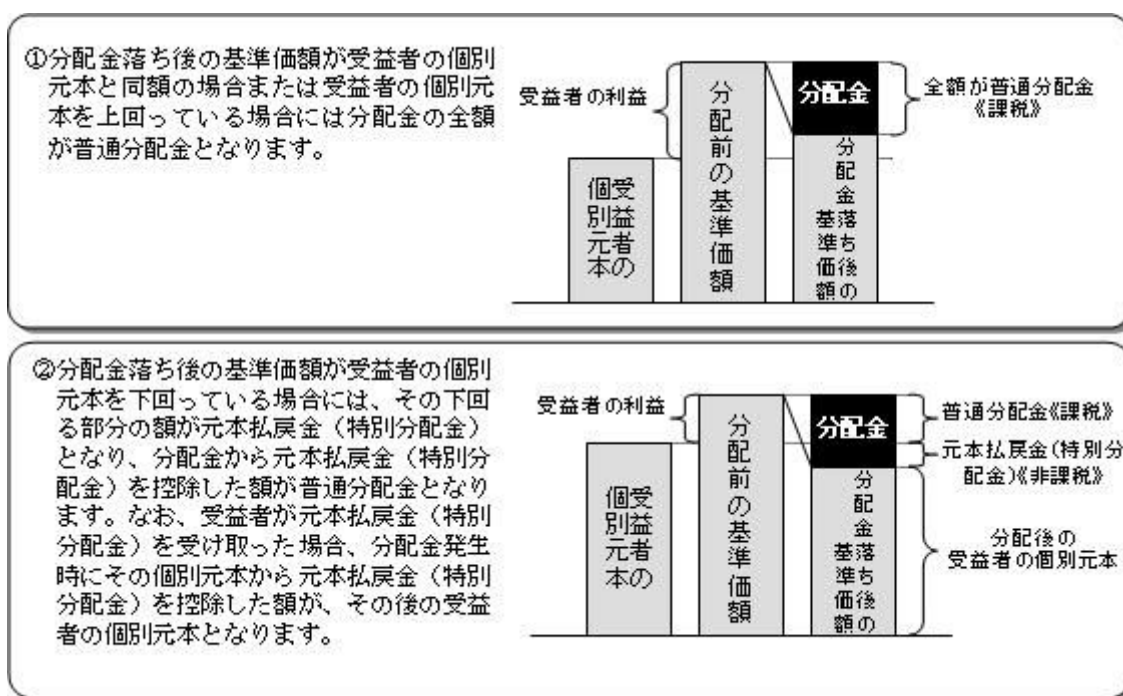 ①分配金落ち後の基準価額が受益者の個別
元本と同額の場合または受益者の個別元
本を上回っている場合には分配金の全額
が普通分配金となります。
受益者の利益
受益者の
個別元本
分配前の基準価額
分配金
分配金落ち後の
基準価額
全額が普通分配金
《課税》
②分配金落ち後の基準価額が受益者の個別
元本を下回っている場合には、その下回
る部分の額が元本払戻金（特別分配金）
となり、分配金から元本払戻金（特別分
配金）を控除した額が普通分配金となり
ます。なお、受益者が元本払戻金（特別
分配金）を受け取った場合、分配金発生
時にその個別元本から元本払戻金（特別
分配金）を控除した額が、その後の受益
者の個別元本となります。
受益者の利益
受益者の
個別元本
分配前の基準価額
分配金
分配金落ち後の
基準価額
普通分配金《課税》
元本払戻金(特別分
配金)《非課税》
分配後の
受益者の個別元本